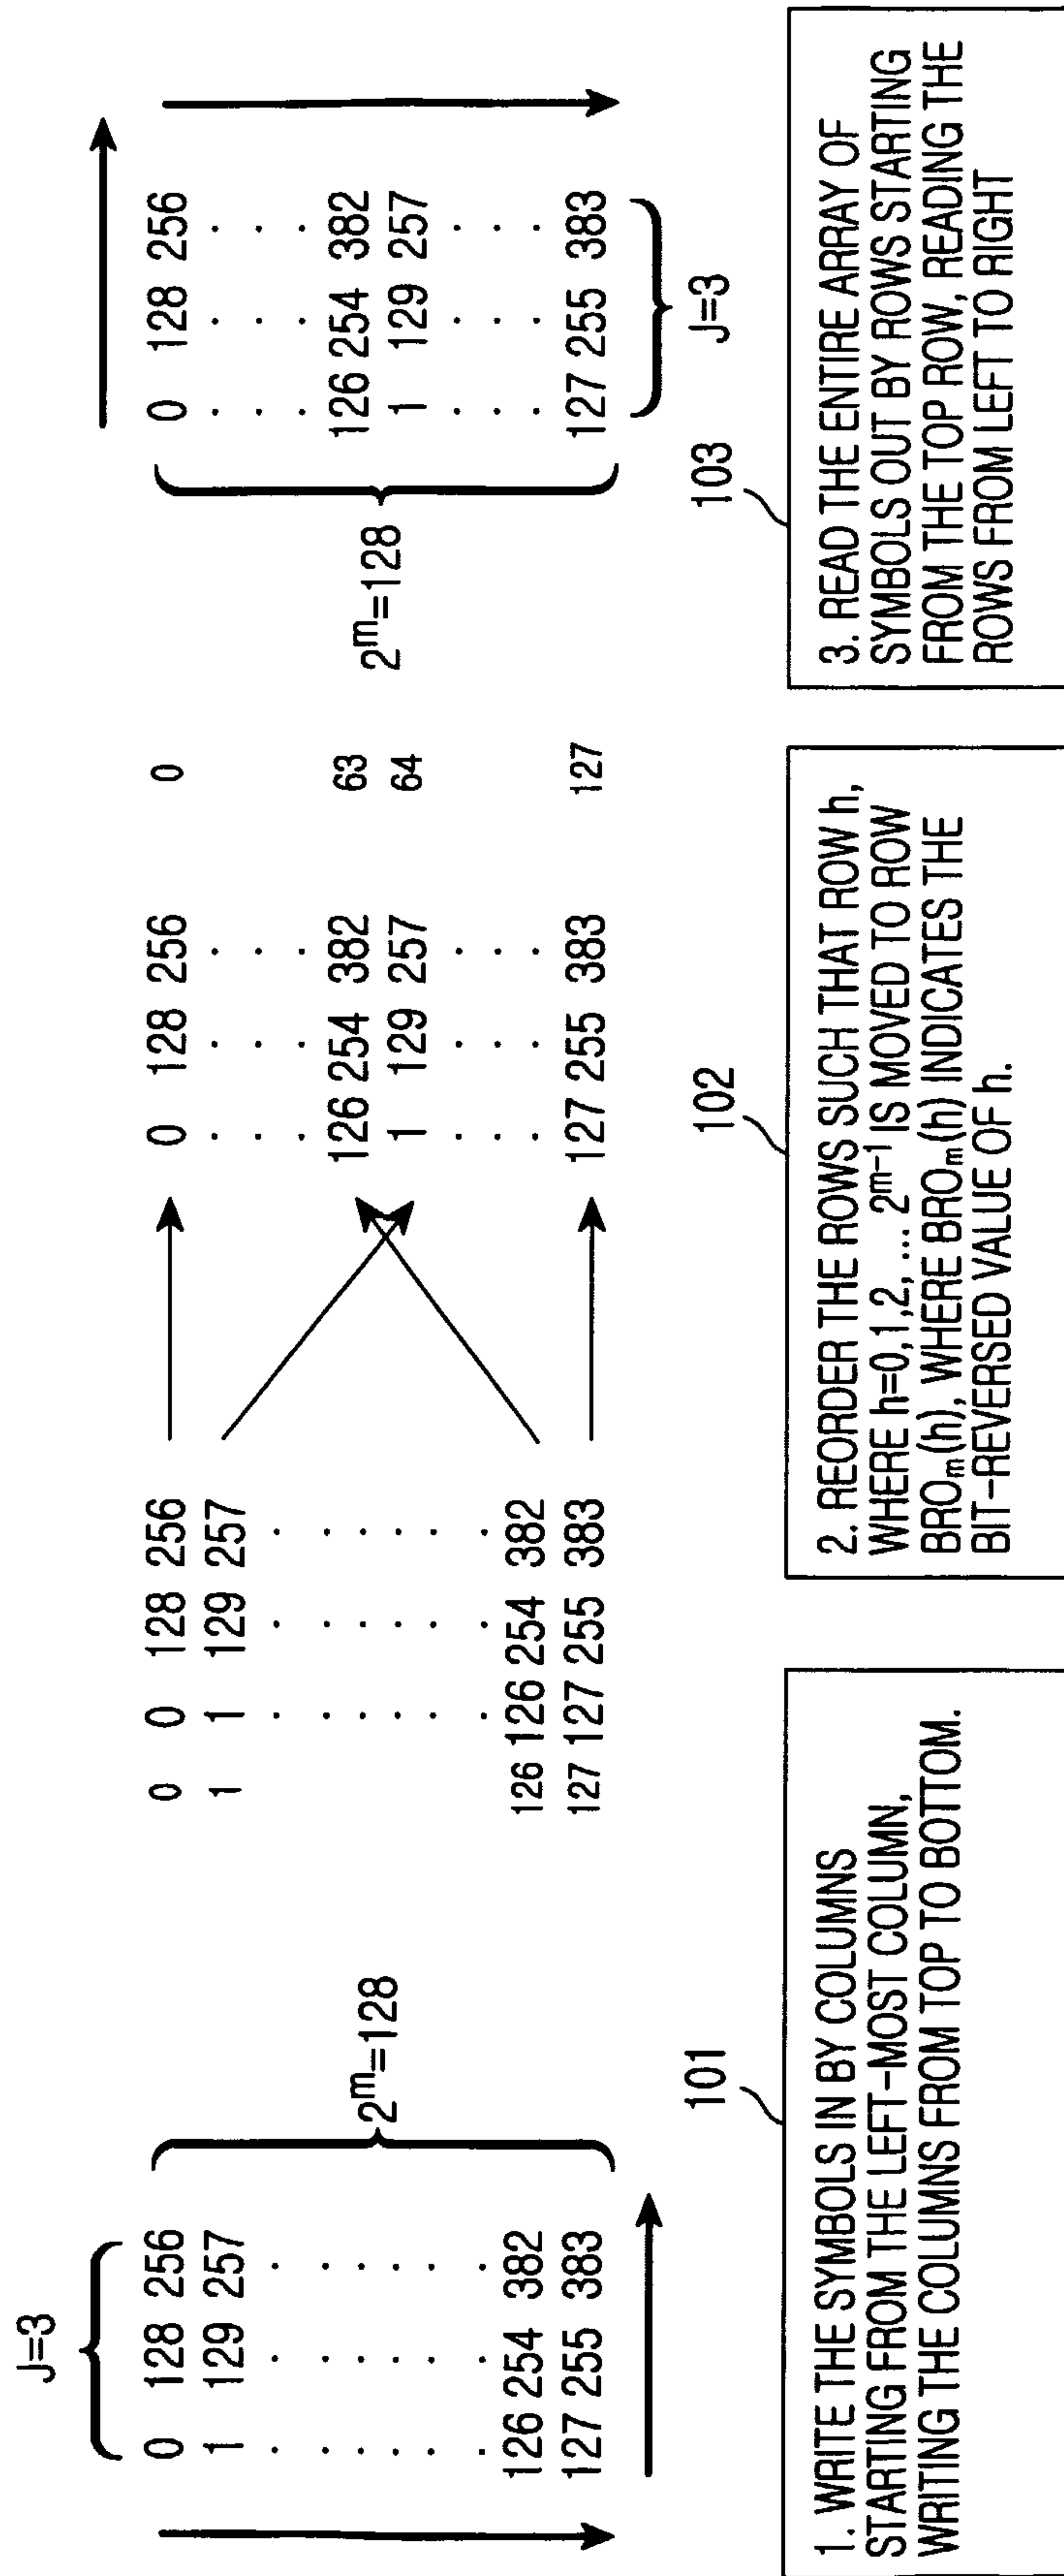 J=3
0 128 256
1 129 257
. . .
. . .
. . .
. . .
. . .
126 254 382
127 255 383
2^m=128
101
1. WRITE THE SYMBOLS IN BY COLUMNS
STARTING FROM THE LEFT-MOST COLUMN,
WRITING THE COLUMNS FROM TOP TO BOTTOM.
0 0 128 256
1 1 129 257
. . .
. . .
. . .
. . .
. . .
126 126 254 382
127 127 255 383
0 128 256 0
. . .
. . .
. . .
126 254 382 63
1 129 257 64
. . .
. . .
. . .
127 255 383 127
102
2. REORDER THE ROWS SUCH THAT ROW h,
WHERE h=0,1,2, ... 2^m-1 IS MOVED TO ROW
BROₘ(h), WHERE BROₘ(h) INDICATES THE
BIT-REVERSED VALUE OF h.
2^m=128
0 128 256
. . .
. . .
. . .
126 254 382
1 129 257
. . .
. . .
. . .
127 255 383
J=3
103
3. READ THE ENTIRE ARRAY OF
SYMBOLS OUT BY ROWS STARTING
FROM THE TOP ROW, READING THE
ROWS FROM LEFT TO RIGHT